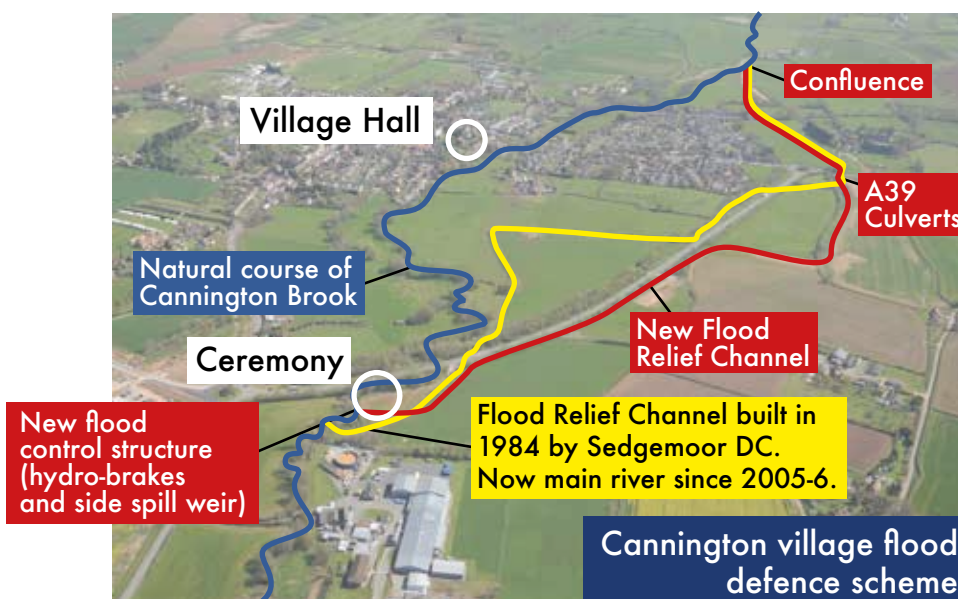 Confluence
Village Hall
A39
Culverts
Natural course of
Cannington Brook
New Flood
Relief Channel
Ceremony
New flood
control structure
(hydro-brakes
and side spill weir)
Flood Relief Channel built in
1984 by Sedgemoor DC.
Now main river since 2005-6.
Cannington village flood
defence scheme